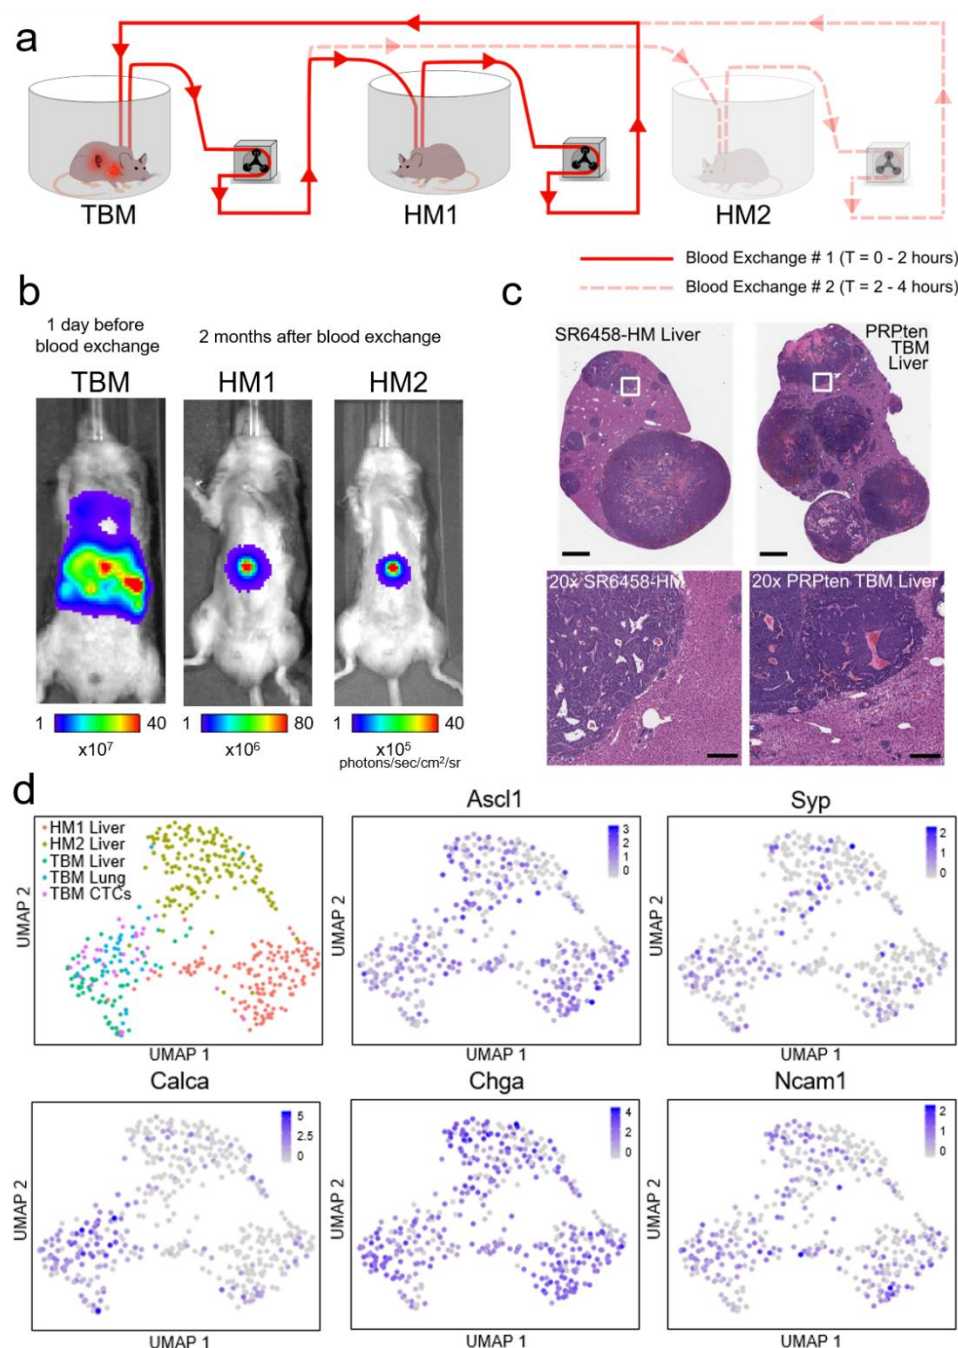 a
TBM
HM1
HM2
Blood Exchange # 1 (T = 0 - 2 hours)
Blood Exchange # 2 (T = 2 - 4 hours)
b
1 day before
blood exchange
2 months after blood exchange
TBM
HM1
HM2
1 40
x10⁷
1 80
x10⁶
1 40
x10⁵
photons/sec/cm²/sr
c
SR6458-HM Liver
PRPten
TBM
Liver
20x SR6458-HM
20x PRPten TBM Liver
d
HM1 Liver
HM2 Liver
TBM Liver
TBM Lung
TBM CTCs
UMAP 2
UMAP 1
Ascl1
3
2
1
0
UMAP 2
UMAP 1
Syp
2
1
0
UMAP 2
UMAP 1
Calca
5
2.5
0
UMAP 2
UMAP 1
Chga
4
2
0
UMAP 2
UMAP 1
Ncam1
2
1
0
UMAP 2
UMAP 1